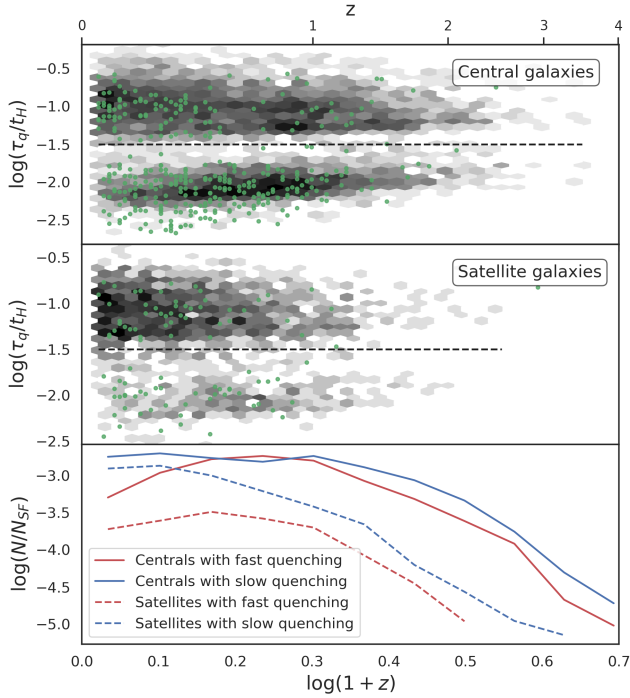 z
0 1 2 3 4
−0.5
−1.0
−1.5
−2.0
−2.5
log(τq/tH)
Central galaxies
−0.5
−1.0
−1.5
−2.0
−2.5
log(τq/tH)
Satellite galaxies
−3.0
−3.5
−4.0
−4.5
−5.0
log(N/NSF)
Centrals with fast quenching
Centrals with slow quenching
Satellites with fast quenching
Satellites with slow quenching
0.0 0.1 0.2 0.3 0.4 0.5 0.6 0.7
log(1 + z)